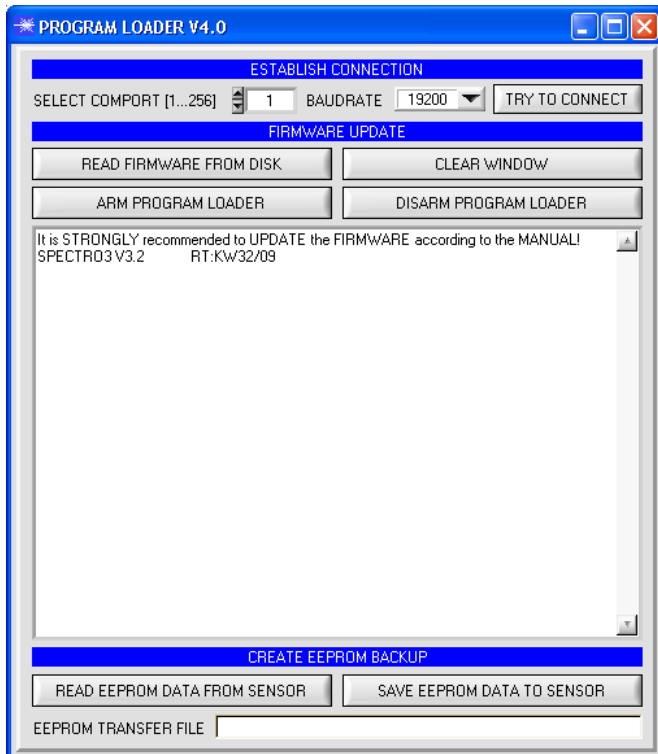 PROGRAM LOADER V4.0
ESTABLISH CONNECTION
SELECT COMPORT [1...256] 1 BAUDRATE 19200 TRY TO CONNECT
FIRMWARE UPDATE
READ FIRMWARE FROM DISK CLEAR WINDOW
ARM PROGRAM LOADER DISARM PROGRAM LOADER
It is STRONGLY recommended to UPDATE the FIRMWARE according to the MANUAL!
SPECTRO3 V3.2 RT:KW32/09
CREATE EEPROM BACKUP
READ EEPROM DATA FROM SENSOR SAVE EEPROM DATA TO SENSOR
EEPROM TRANSFER FILE